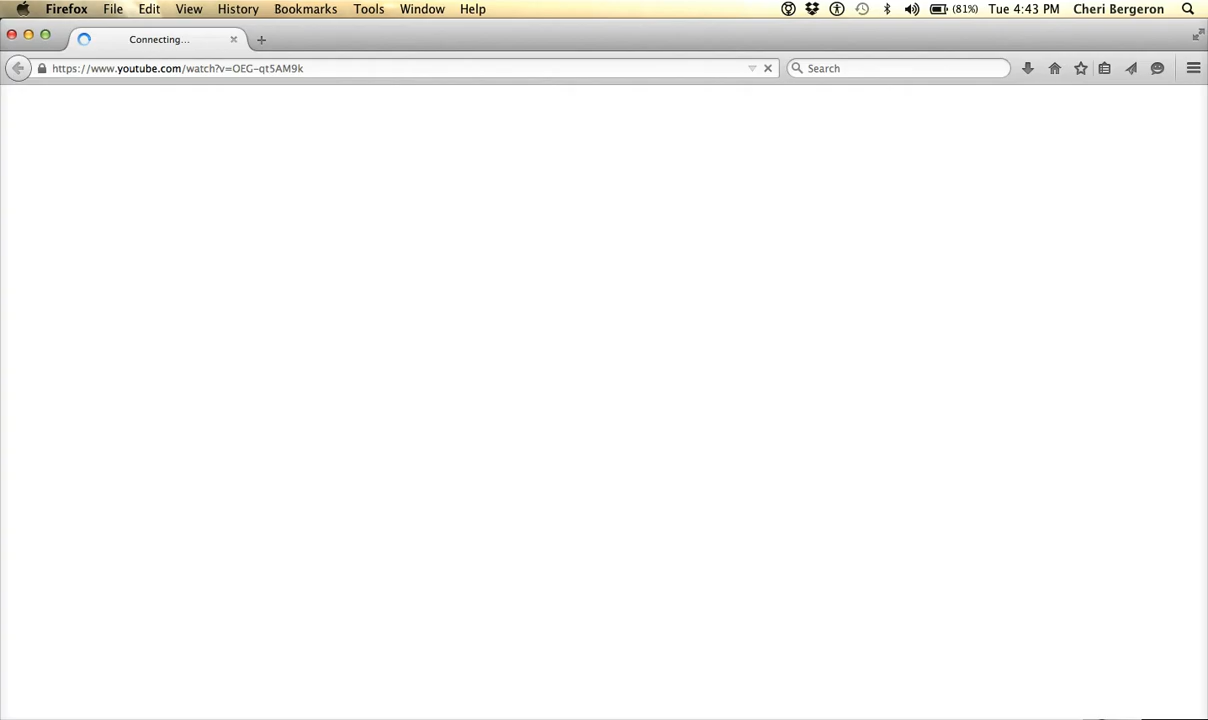 Firefox File Edit View History Bookmarks Tools Window Help (81%) Tue 4:43 PM Cheri Bergeron
Connecting...
https://www.youtube.com/watch?v=OEG-qt5AM9k Search